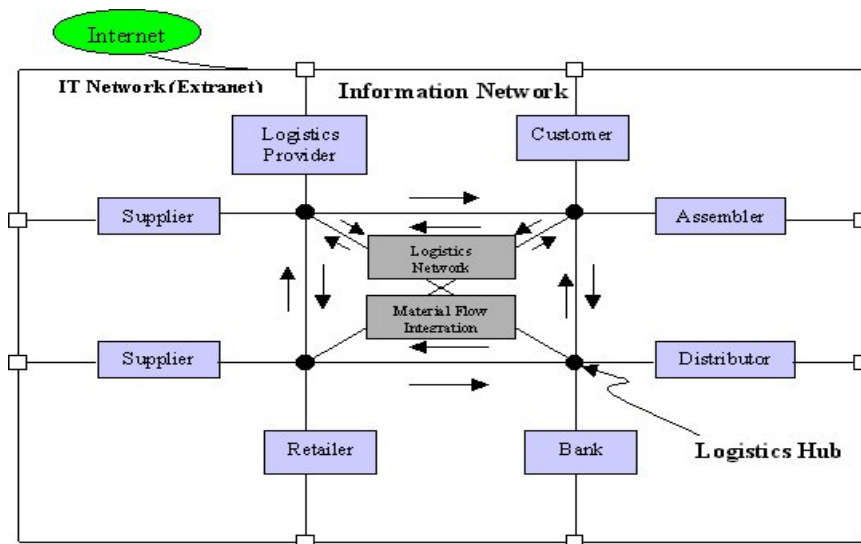 Internet
IT Network (Extranet)
Information Network
Logistics
Provider
Customer
Supplier
Assembler
Logistics
Network
Material Flow
Integration
Supplier
Distributor
Retailer
Bank
Logistics Hub